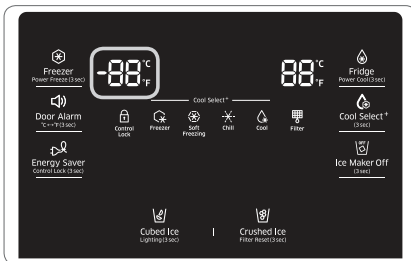 Freezer
Power Freeze (3 sec)
-88 °C °F
88 °C °F
Fridge
Power Cool (3 sec)
Cool Select+
Door Alarm
°C↔°F (3 sec)
Control Lock
Freezer
Soft Freezing
Chill
Cool
Filter
Cool Select+
(3 sec)
Energy Saver
Control Lock (3 sec)
OFF
Ice Maker Off
(3 sec)
Cubed Ice
Lighting (3 sec)
Crushed Ice
Filter Reset (3 sec)